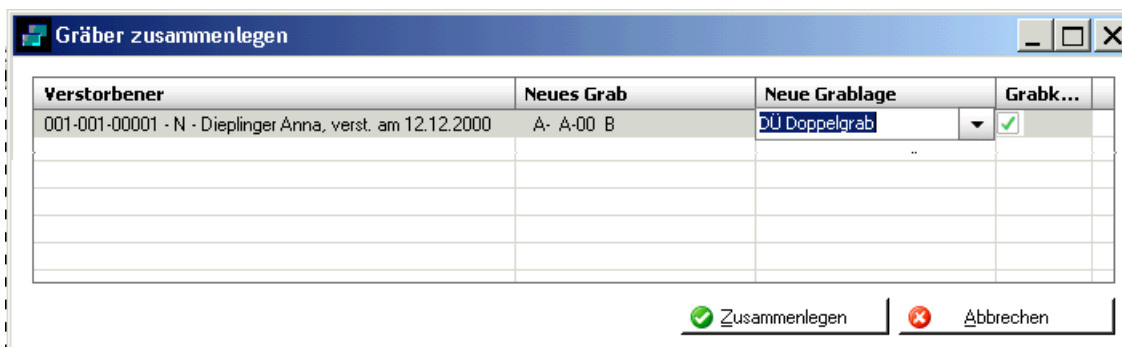 Gräber zusammenlegen
Verstorbener Neues Grab Neue Grablage Grabk...
001-001-00001 - N - Dieplinger Anna, verst. am 12.12.2000 A- A-00 B DÜ Doppelgrab
Zusammenlegen Abbrechen